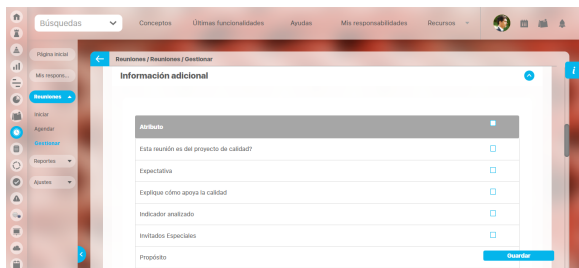 Búsquedas
Conceptos
Últimas funcionalidades
Ayudas
Mis responsabilidades
Recursos
Página inicial
Mis respons...
Reuniones
Iniciar
Agendar
Gestionar
Reportes
Ajustes
Reuniones / Reuniones / Gestionar
i
Información adicional
Atributo
Esta reunión es del proyecto de calidad?
Expectativa
Explique cómo apoya la calidad
Indicador analizado
Invitados Especiales
Propósito
Guardar